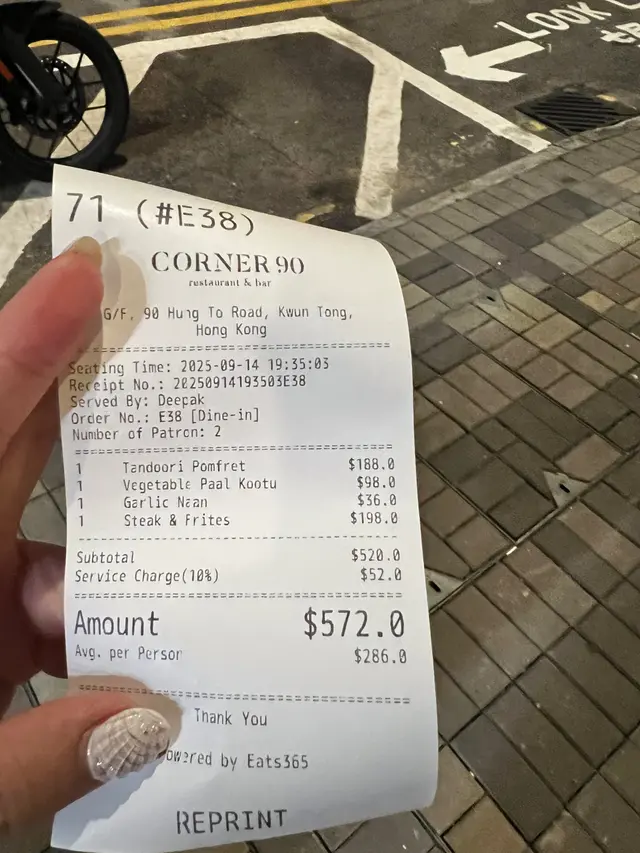 LOOK
71 (#E38)
CORNER 90
restaurant & bar
G/F, 90 Hung To Road, Kwun Tong,
Hong Kong
Seating Time: 2025-09-14 19:35:03
Receipt No.: 20250914193503E38
Served By: Deepak
Order No.: E38 [Dine-in]
Number of Patron: 2
1 Tandoori Pomfret $188.0
1 Vegetable Paal Kootu $98.0
1 Garlic Naan $36.0
1 Steak & Frites $198.0
Subtotal $520.0
Service Charge(10%) $52.0
Amount $572.0
Avg. per Person $286.0
Thank You
owered by Eats365
REPRINT